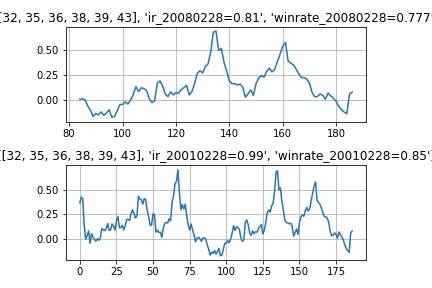 [32, 35, 36, 38, 39, 43], 'ir_20080228=0.81', 'winrate_20080228=0.777'
0.50
0.25
0.00
80 100 120 140 160 180
[[32, 35, 36, 38, 39, 43], 'ir_20010228=0.99', 'winrate_20010228=0.85']
0.50
0.25
0.00
0 25 50 75 100 125 150 175